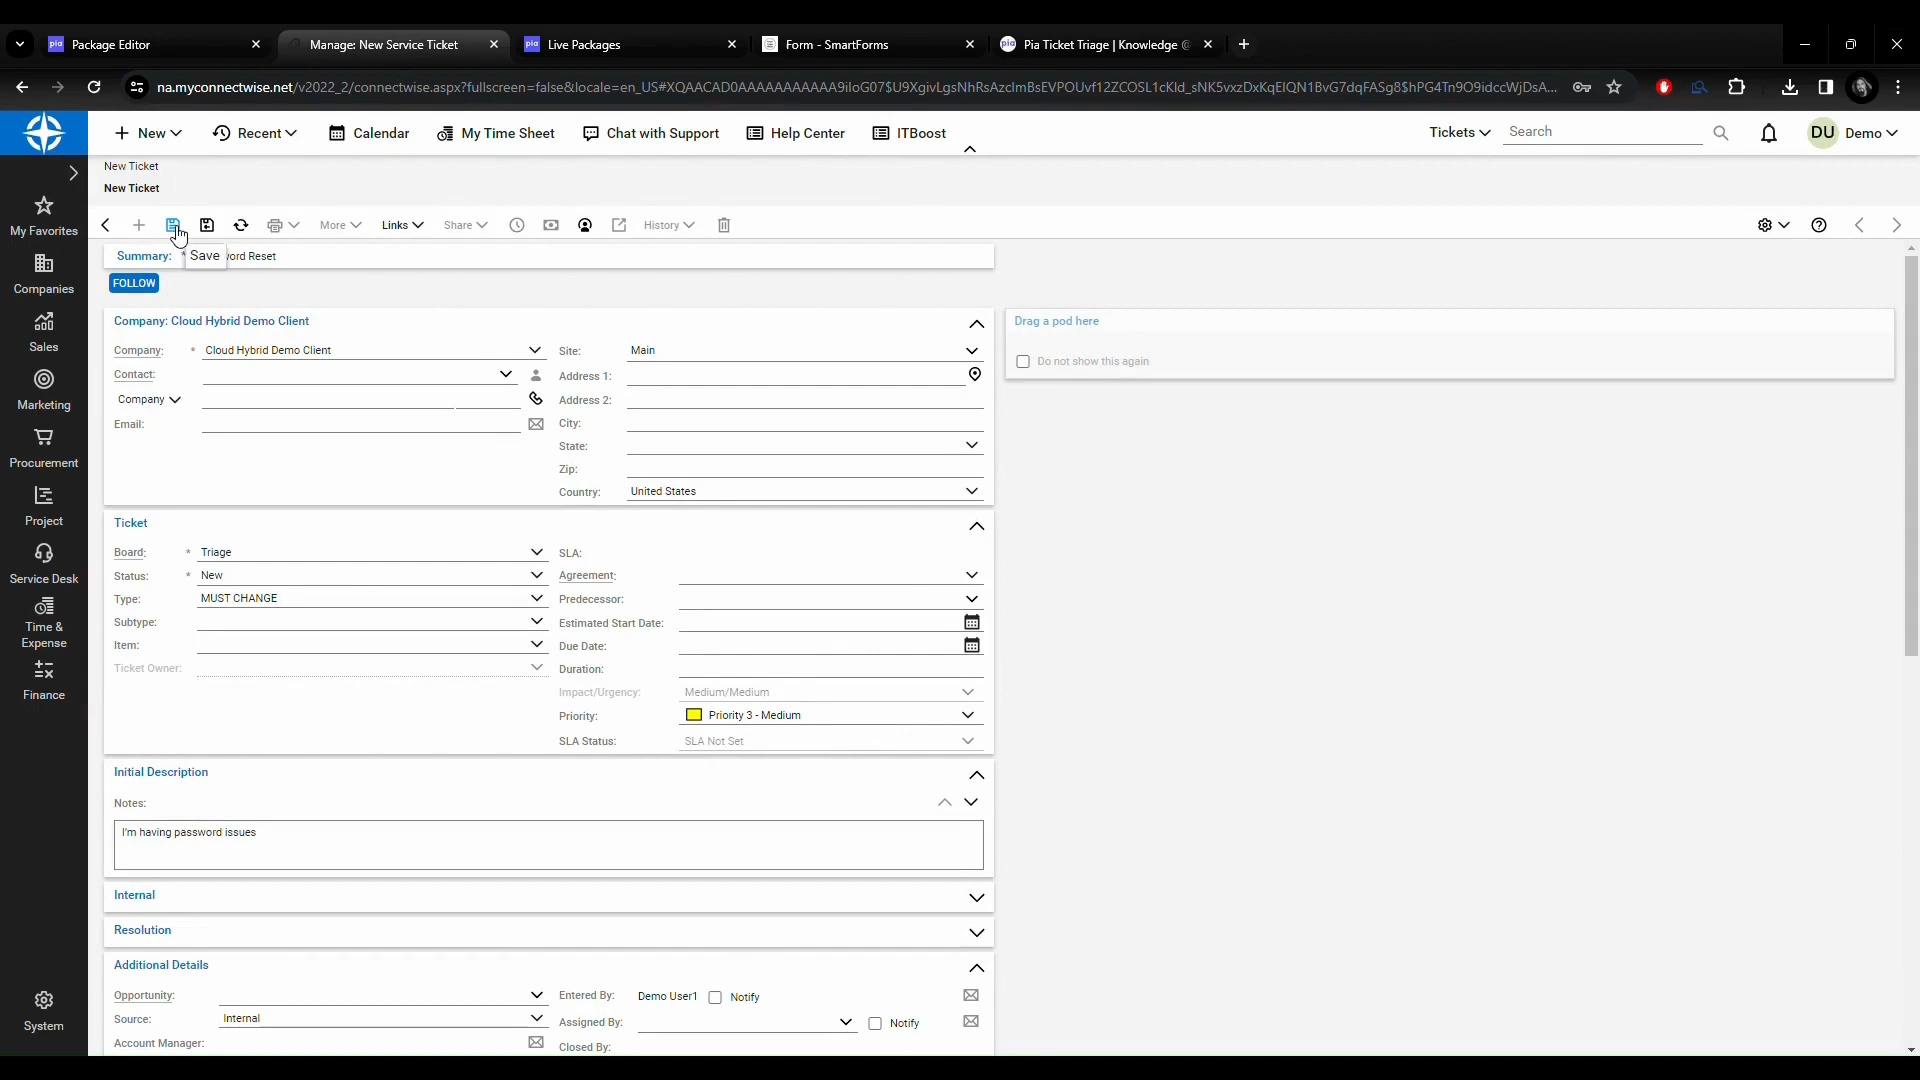 Package Editor
Manage: New Service Ticket
Live Packages
Form - SmartForms
Pia Ticket Triage | Knowledge
na.myconnectwise.net/v2022_2/connectwise.aspx?fullscreen=false&locale=en_US#XQAACAD0AAAAAAAAAAA9iIoG07$U9XgivLgsNhRsAzclmBsEVPOUvf12ZCOSL1cKId_sNK5vxzDxKqEIQN1BvG7dqFASg8$hPG4Tn9O9idccWjDsA...
New
Recent
Calendar
My Time Sheet
Chat with Support
Help Center
ITBoost
Tickets
Search
DU
Demo
New Ticket
New Ticket
More
Links
Share
History
My Favorites
Companies
Sales
Marketing
Procurement
Project
Service Desk
Time &
Expense
Finance
System
Summary: * ord Reset
Save
FOLLOW
Company: Cloud Hybrid Demo Client
Company: * Cloud Hybrid Demo Client
Contact:
Company
Email:
Site: Main
Address 1:
Address 2:
City:
State:
Zip:
Country: United States
Drag a pod here
Do not show this again
Ticket
Board: * Triage
Status: * New
Type: MUST CHANGE
Subtype:
Item:
Ticket Owner:
SLA:
Agreement:
Predecessor:
Estimated Start Date:
Due Date:
Duration:
Impact/Urgency: Medium/Medium
Priority: Priority 3 - Medium
SLA Status: SLA Not Set
Initial Description
Notes:
I'm having password issues
Internal
Resolution
Additional Details
Opportunity:
Source: Internal
Account Manager:
Entered By: Demo User1 Notify
Assigned By: Notify
Closed By: